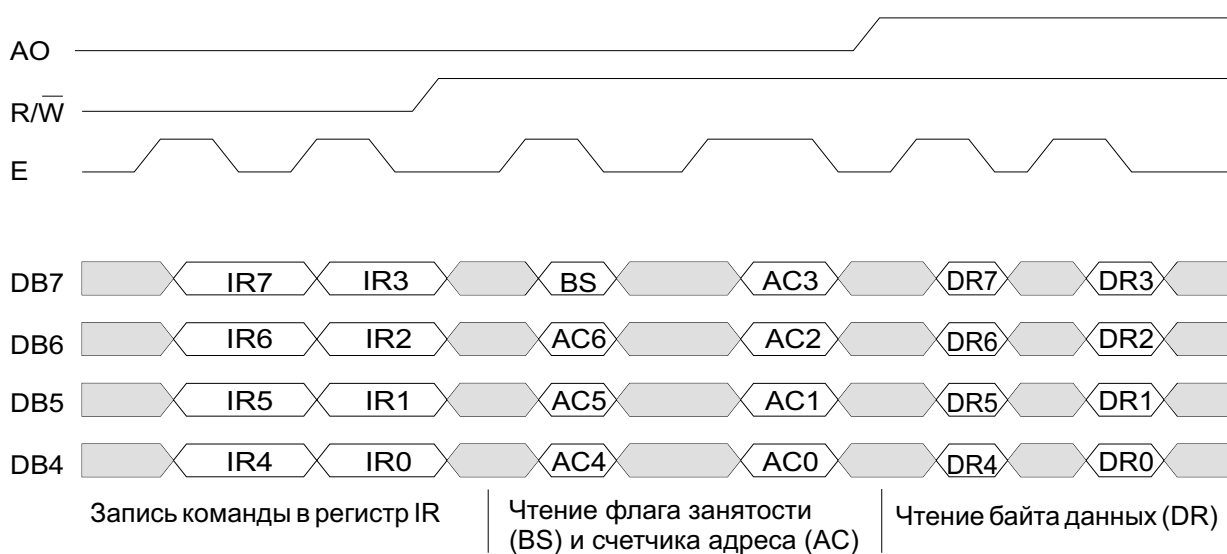 AO
R/W̅
E
DB7 IR7 IR3 BS AC3 DR7 DR3
DB6 IR6 IR2 AC6 AC2 DR6 DR2
DB5 IR5 IR1 AC5 AC1 DR5 DR1
DB4 IR4 IR0 AC4 AC0 DR4 DR0
Запись команды в регистр IR
Чтение флага занятости
(BS) и счетчика адреса (AC)
Чтение байта данных (DR)